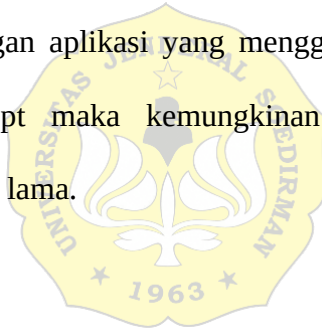 gan aplikasi yang mengg
pt maka kemungkinan
lama.
UNIVERSITAS JENDERAL SOEDIRMAN
1963